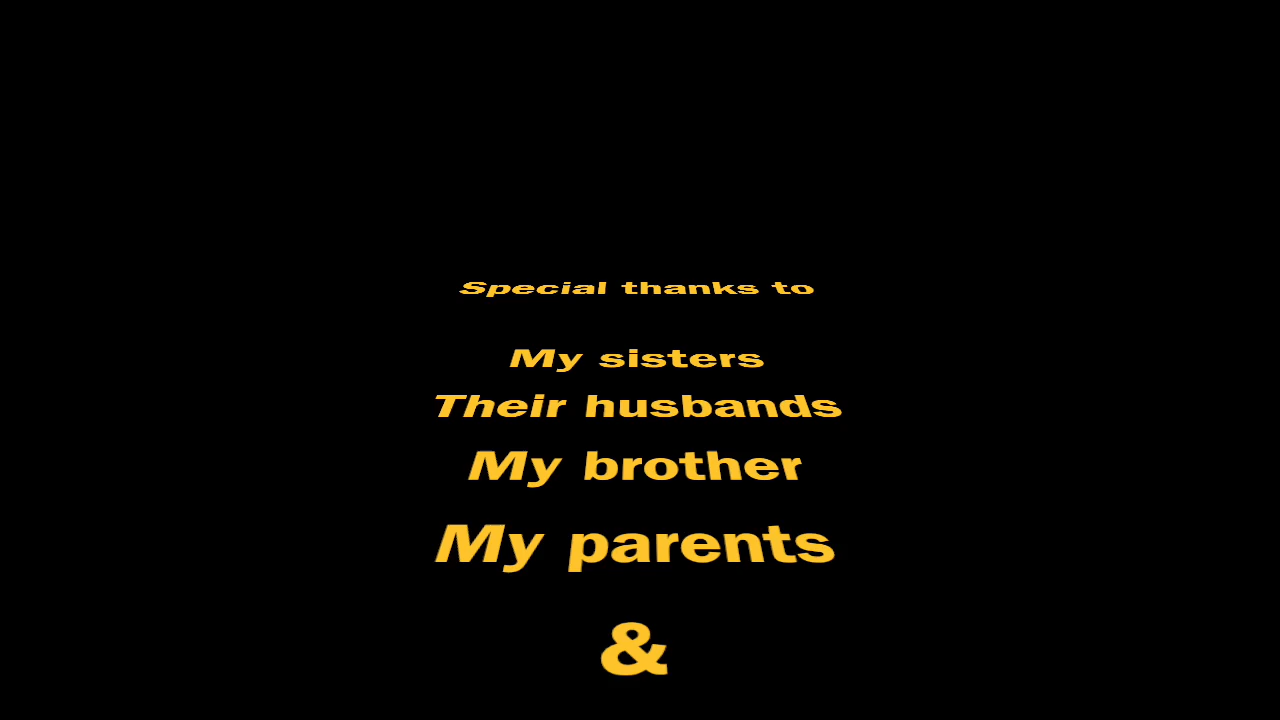 Special thanks to
My sisters
Their husbands
My brother
My parents
&